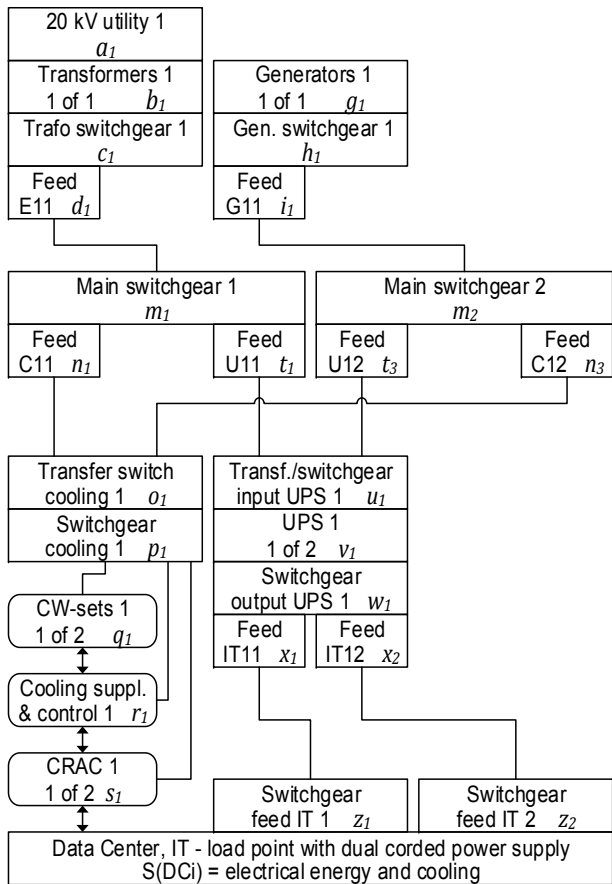 20 kV utility 1
a1
Transformers 1
1 of 1 b1
Trafo switchgear 1
c1
Feed
E11 d1
Generators 1
1 of 1 g1
Gen. switchgear 1
h1
Feed
G11 i1
Main switchgear 1
m1
Feed
C11 n1
Feed
U11 t1
Main switchgear 2
m2
Feed
U12 t3
Feed
C12 n3
Transfer switch
cooling 1 o1
Switchgear
cooling 1 p1
CW-sets 1
1 of 2 q1
Cooling suppl.
& control 1 r1
CRAC 1
1 of 2 s1
Transf./switchgear
input UPS 1 u1
UPS 1
1 of 2 v1
Switchgear
output UPS 1 w1
Feed
IT11 x1
Feed
IT12 x2
Switchgear
feed IT 1 z1
Switchgear
feed IT 2 z2
Data Center, IT - load point with dual corded power supply
S(DCi) = electrical energy and cooling